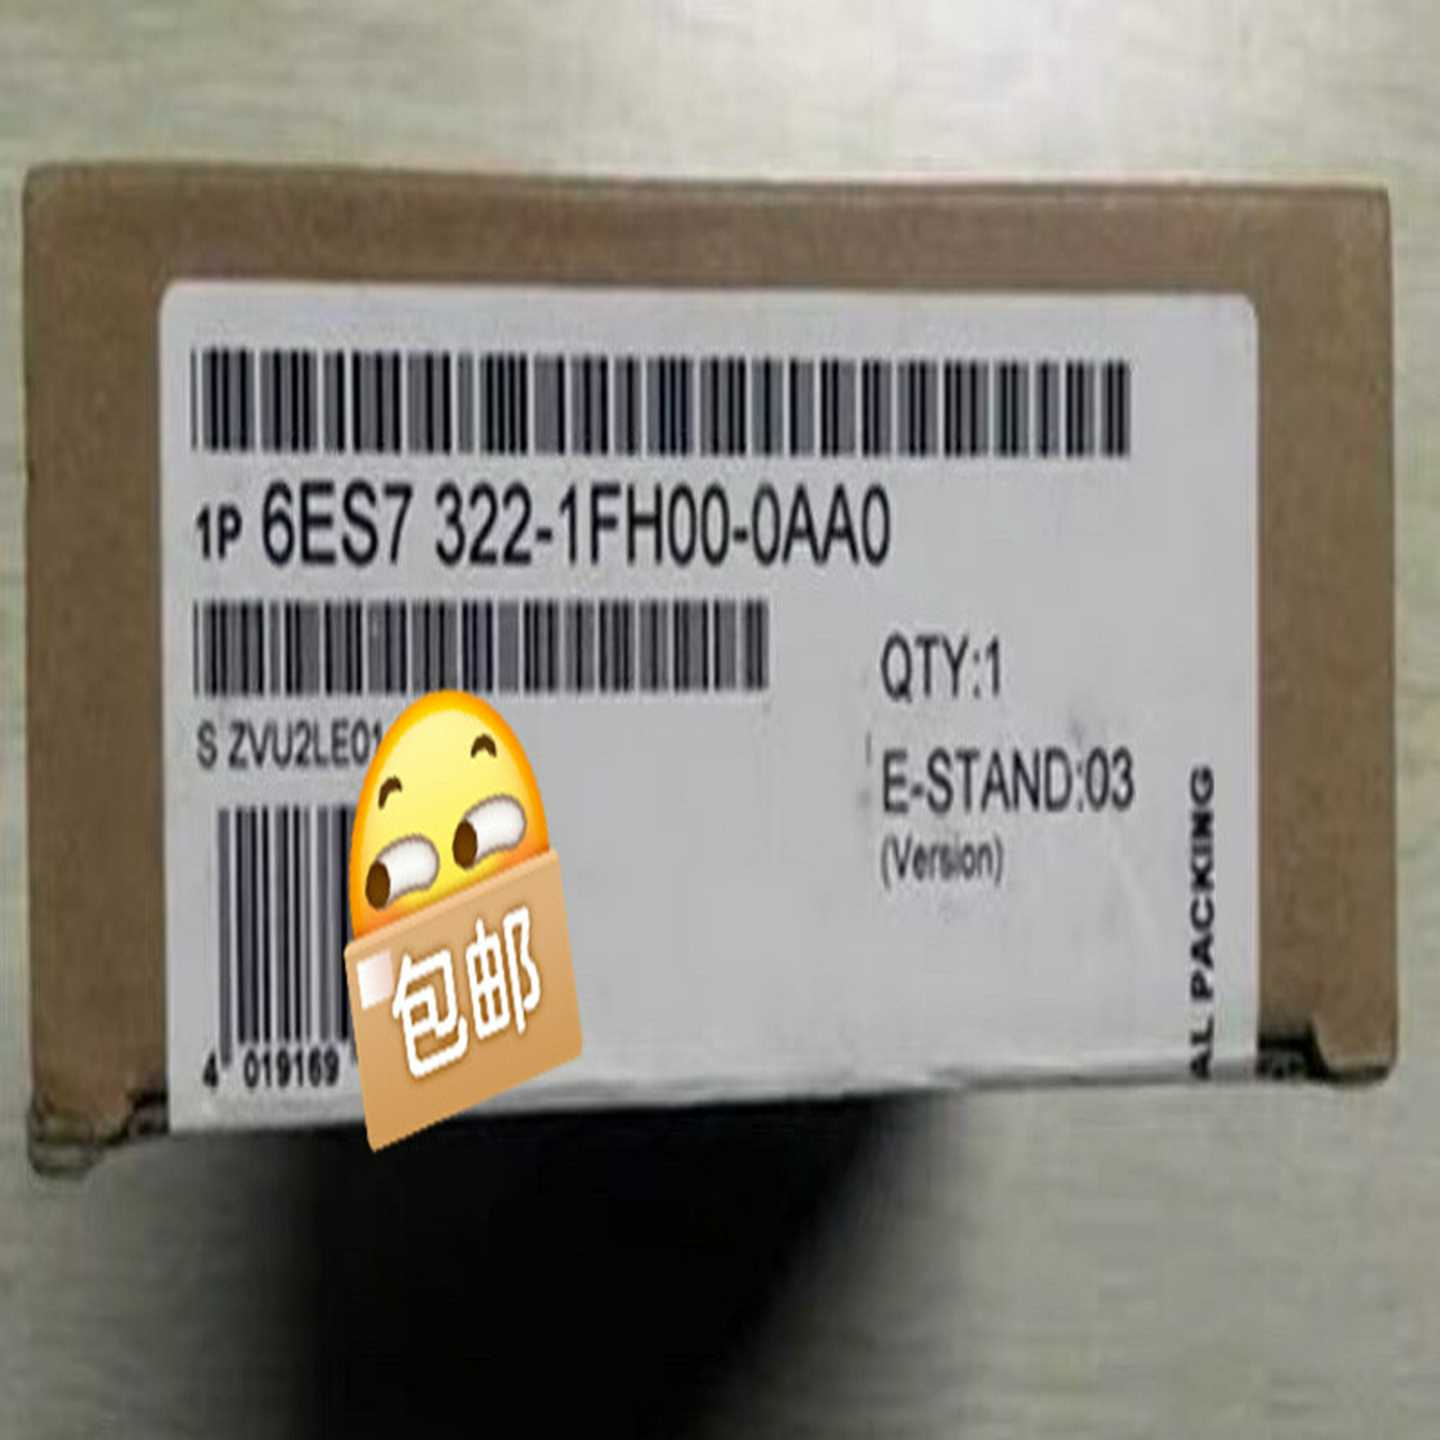 1P 6ES7 322-1FH00-0AA0
QTY:1
S ZVU2LE01
E-STAND:03
(Version)
4 019169
包邮
AL PACKING